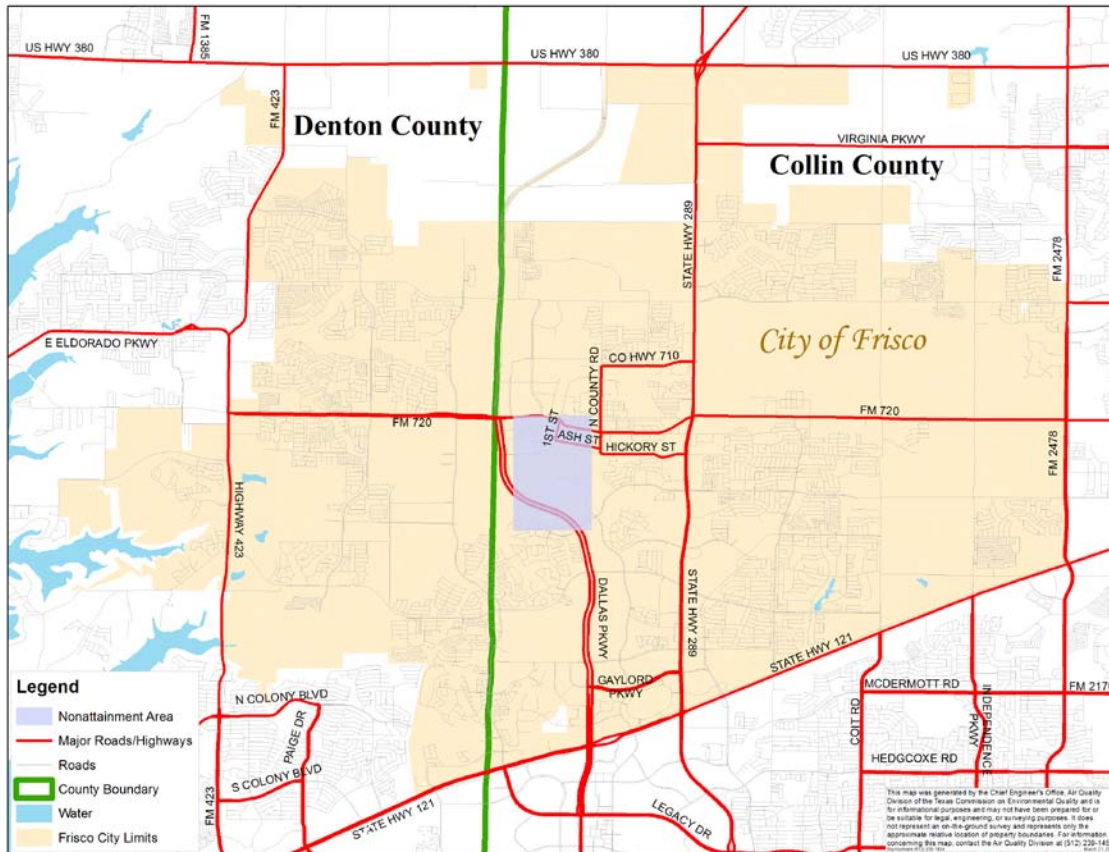 FM 1385
US HWY 380
US HWY 380
US HWY 380
FM 423
Denton County
VIRGINIA PKWY
Collin County
STATE HWY 289
FM 2478
E ELDORADO PKWY
City of Frisco
CO HWY 710
N COUNTY RD
FM 720
1ST ST
ASH ST
HICKORY ST
FM 720
FM 2478
HIGHWAY 423
DALLAS PKWY
STATE HWY 289
STATE HWY 121
GAYLORD
PKWY
MCDERMOTT RD
FM 2170
COIT RD
INDEPENDENCE
PKWY
HEDGCOXE RD
N COLONY BLVD
PAIGE DR
S COLONY BLVD
FM 423
STATE HWY 121
LEGACY DR
Legend
Nonattainment Area
Major Roads/Highways
Roads
County Boundary
Water
Frisco City Limits
This map was generated by the Chief Engineer's Office, Air Quality
Division of the Texas Commission on Environmental Quality and is
for informational purposes and may not have been prepared for or
be suitable for legal, engineering, or surveying purposes. It does
not represent an on-the-ground survey and represents only the
approximate relative location of property boundaries. For information
concerning this map, contact the Air Quality Division at (512) 239-